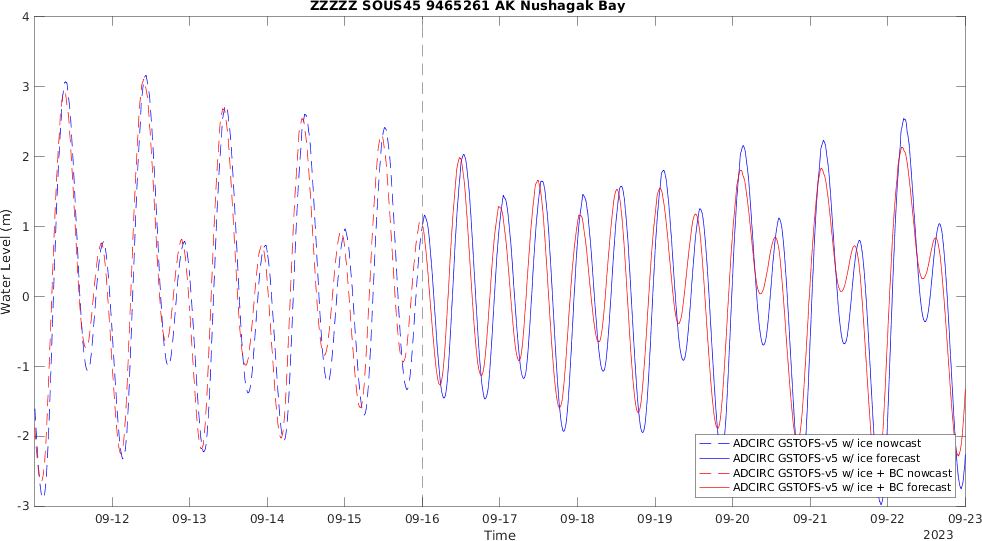 ZZZZZ SOUS45 9465261 AK Nushagak Bay
4
3
2
1
0
-1
-2
-3
Water Level (m)
ADCIRC GSTOFS-v5 w/ ice nowcast
ADCIRC GSTOFS-v5 w/ ice forecast
ADCIRC GSTOFS-v5 w/ ice + BC nowcast
ADCIRC GSTOFS-v5 w/ ice + BC forecast
09-12 09-13 09-14 09-15 09-16 09-17 09-18 09-19 09-20 09-21 09-22 09-23
Time 2023